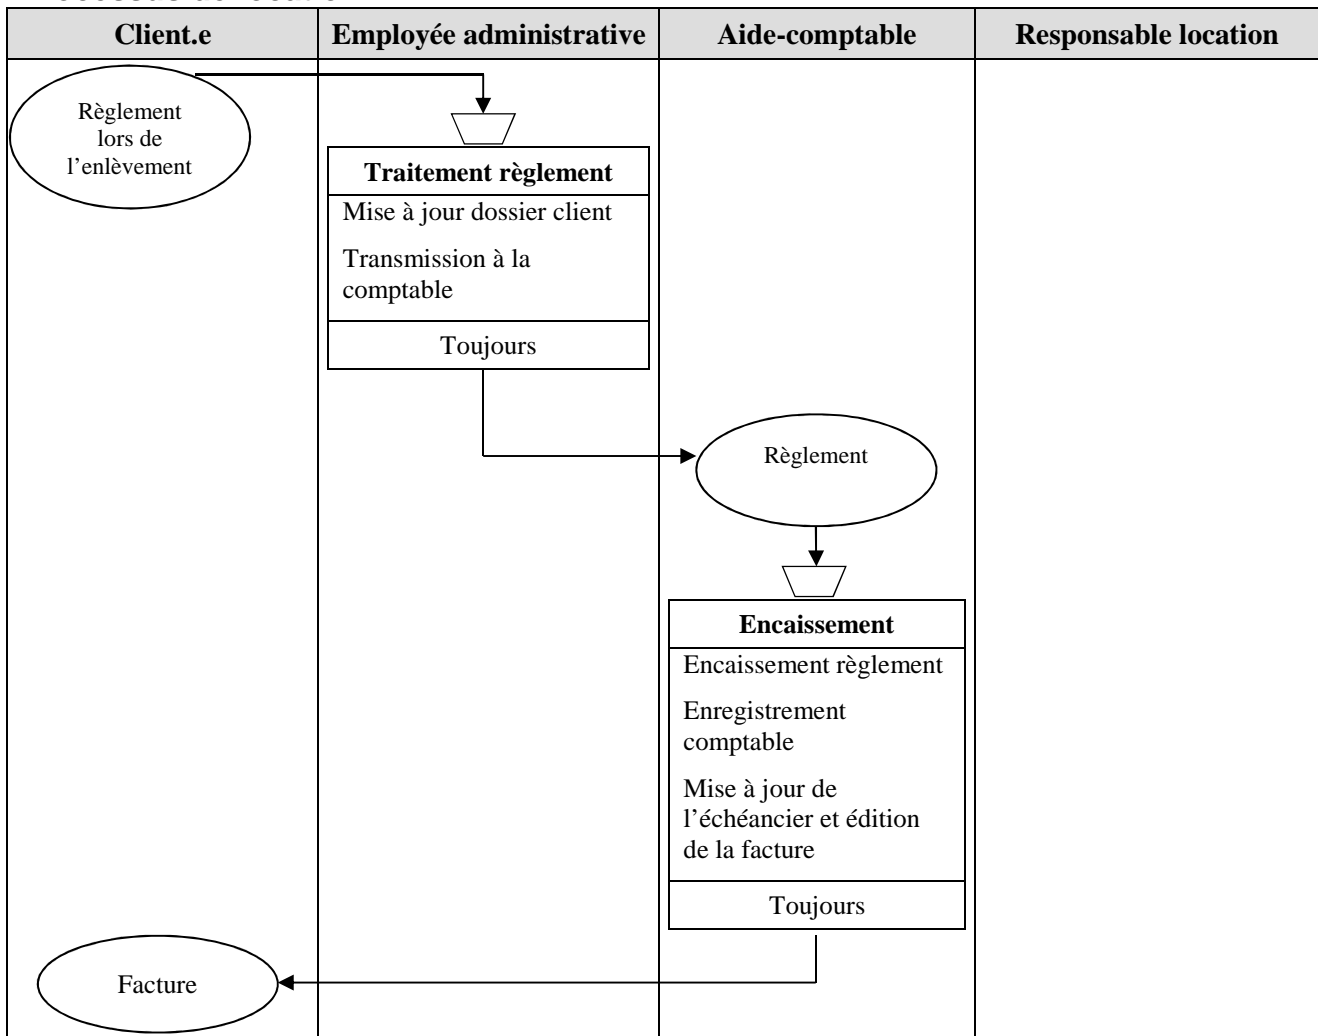 Client.e
Employée administrative
Aide-comptable
Responsable location
Règlement
lors de
l’enlèvement
Traitement règlement
Mise à jour dossier client
Transmission à la
comptable
Toujours
Règlement
Encaissement
Encaissement règlement
Enregistrement
comptable
Mise à jour de
l’échéancier et édition
de la facture
Toujours
Facture